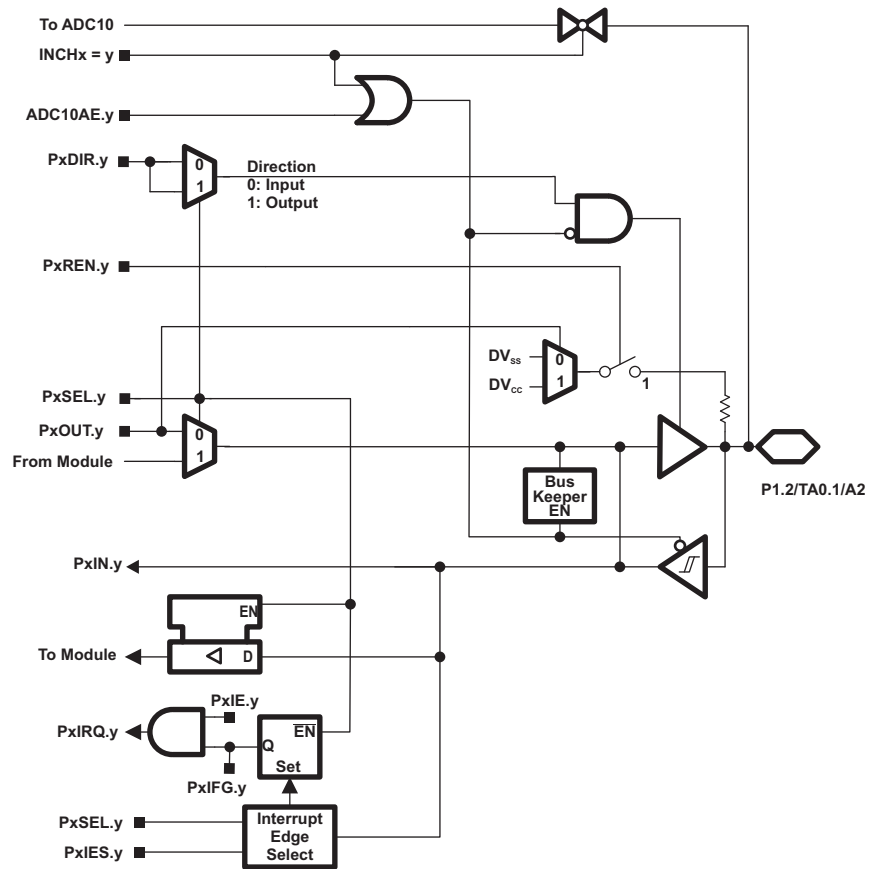 To ADC10
INCHx = y
ADC10AE.y
PxDIR.y
0
1
Direction
0: Input
1: Output
PxREN.y
DVSS
DVCC
0
1
1
PxSEL.y
PxOUT.y
0
1
From Module
Bus
Keeper
EN
P1.2/TA0.1/A2
PxIN.y
EN
To Module
D
PxIE.y
PxIRQ.y
EN
Q
Set
PxIFG.y
PxSEL.y
PxIES.y
Interrupt
Edge
Select